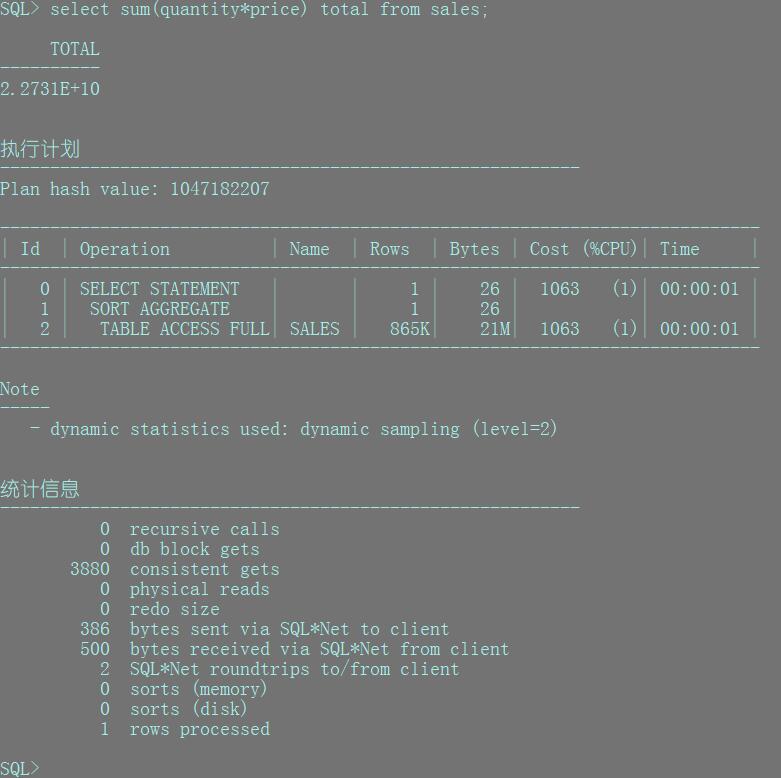 SQL> select sum(quantity*price) total from sales;
TOTAL
----------
2.2731E+10
执行计划
----------------------------------------------------------
Plan hash value: 1047182207
----------------------------------------------------------------------------
| Id  | Operation          | Name  | Rows  | Bytes | Cost (%CPU)| Time     |
----------------------------------------------------------------------------
|   0 | SELECT STATEMENT   |       |     1 |    26 |  1063   (1)| 00:00:01 |
|   1 |  SORT AGGREGATE    |       |     1 |    26 |            |          |
|   2 |   TABLE ACCESS FULL| SALES |   865K|    21M|  1063   (1)| 00:00:01 |
----------------------------------------------------------------------------
Note
-----
- dynamic statistics used: dynamic sampling (level=2)
统计信息
----------------------------------------------------------
0  recursive calls
0  db block gets
3880  consistent gets
0  physical reads
0  redo size
386  bytes sent via SQL*Net to client
500  bytes received via SQL*Net from client
2  SQL*Net roundtrips to/from client
0  sorts (memory)
0  sorts (disk)
1  rows processed
SQL>